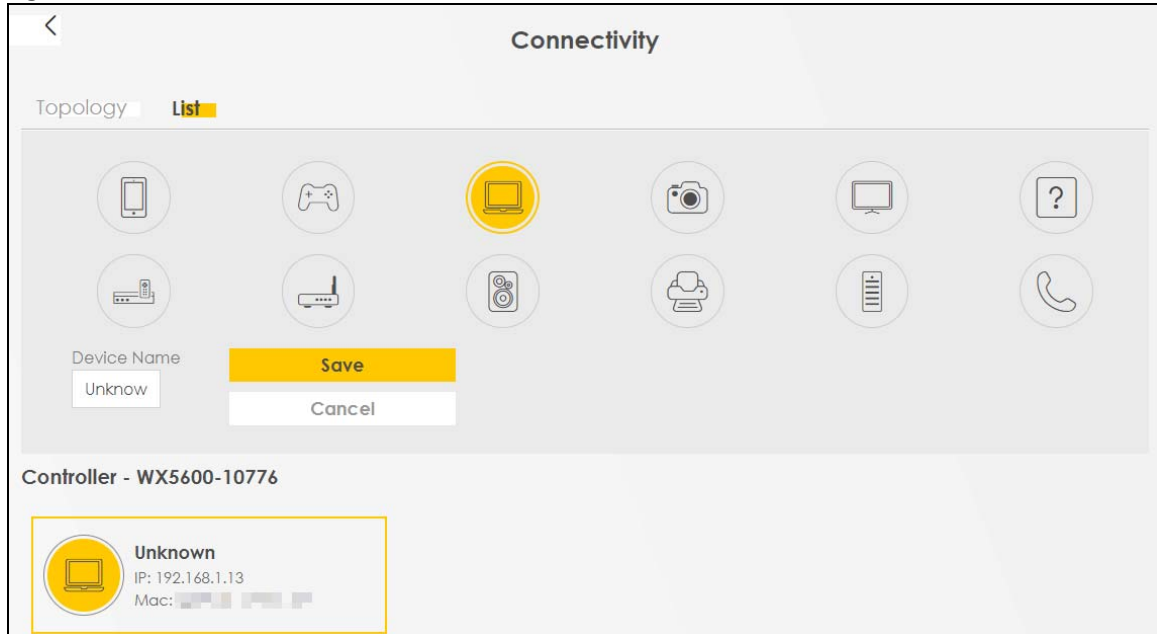 Connectivity
Topology List
?
Device Name
Save
Unknow
Cancel
Controller - WX5600-10776
Unknown
IP: 192.168.1.13
Mac: